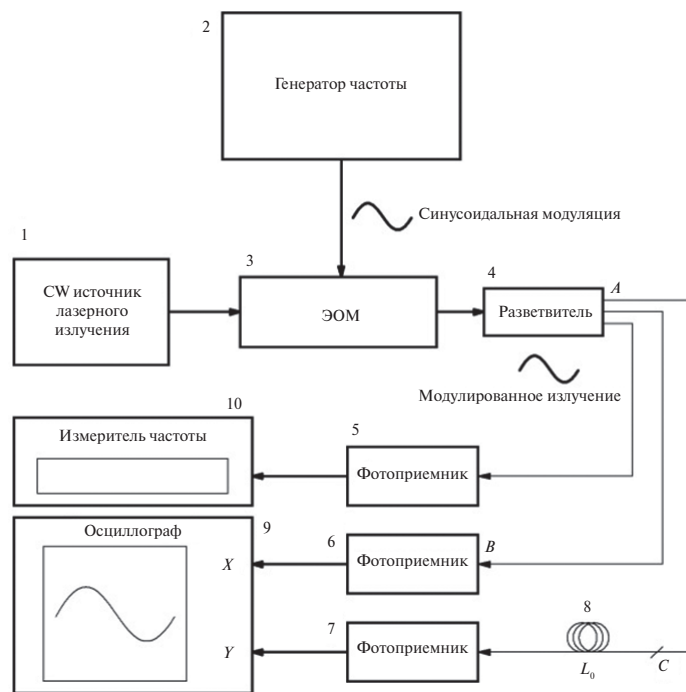 2
Генератор частоты
Синусоидальная модуляция
1
CW источник
лазерного
излучения
3
ЭОМ
4
Разветвитель
A
Модулированное излучение
10
Измеритель частоты
5
Фотоприемник
9
Осциллограф
X
Y
6
Фотоприемник
B
7
Фотоприемник
8
L₀
C